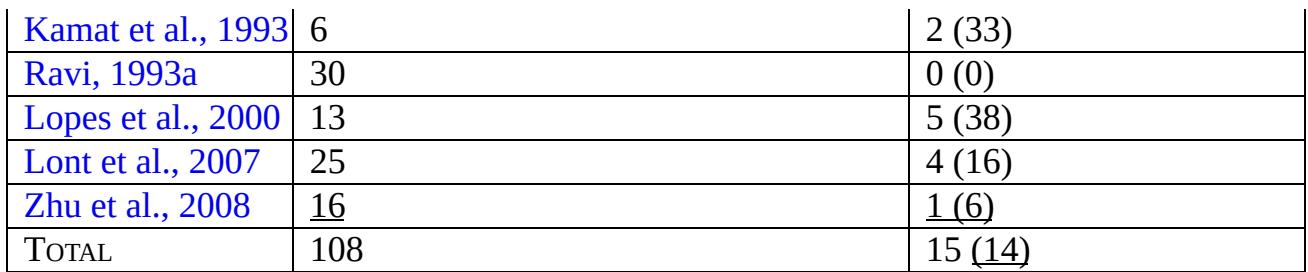 Kamat et al., 1993 6 2 (33)
Ravi, 1993a 30 0 (0)
Lopes et al., 2000 13 5 (38)
Lont et al., 2007 25 4 (16)
Zhu et al., 2008 16 1 (6)
TOTAL 108 15 (14)